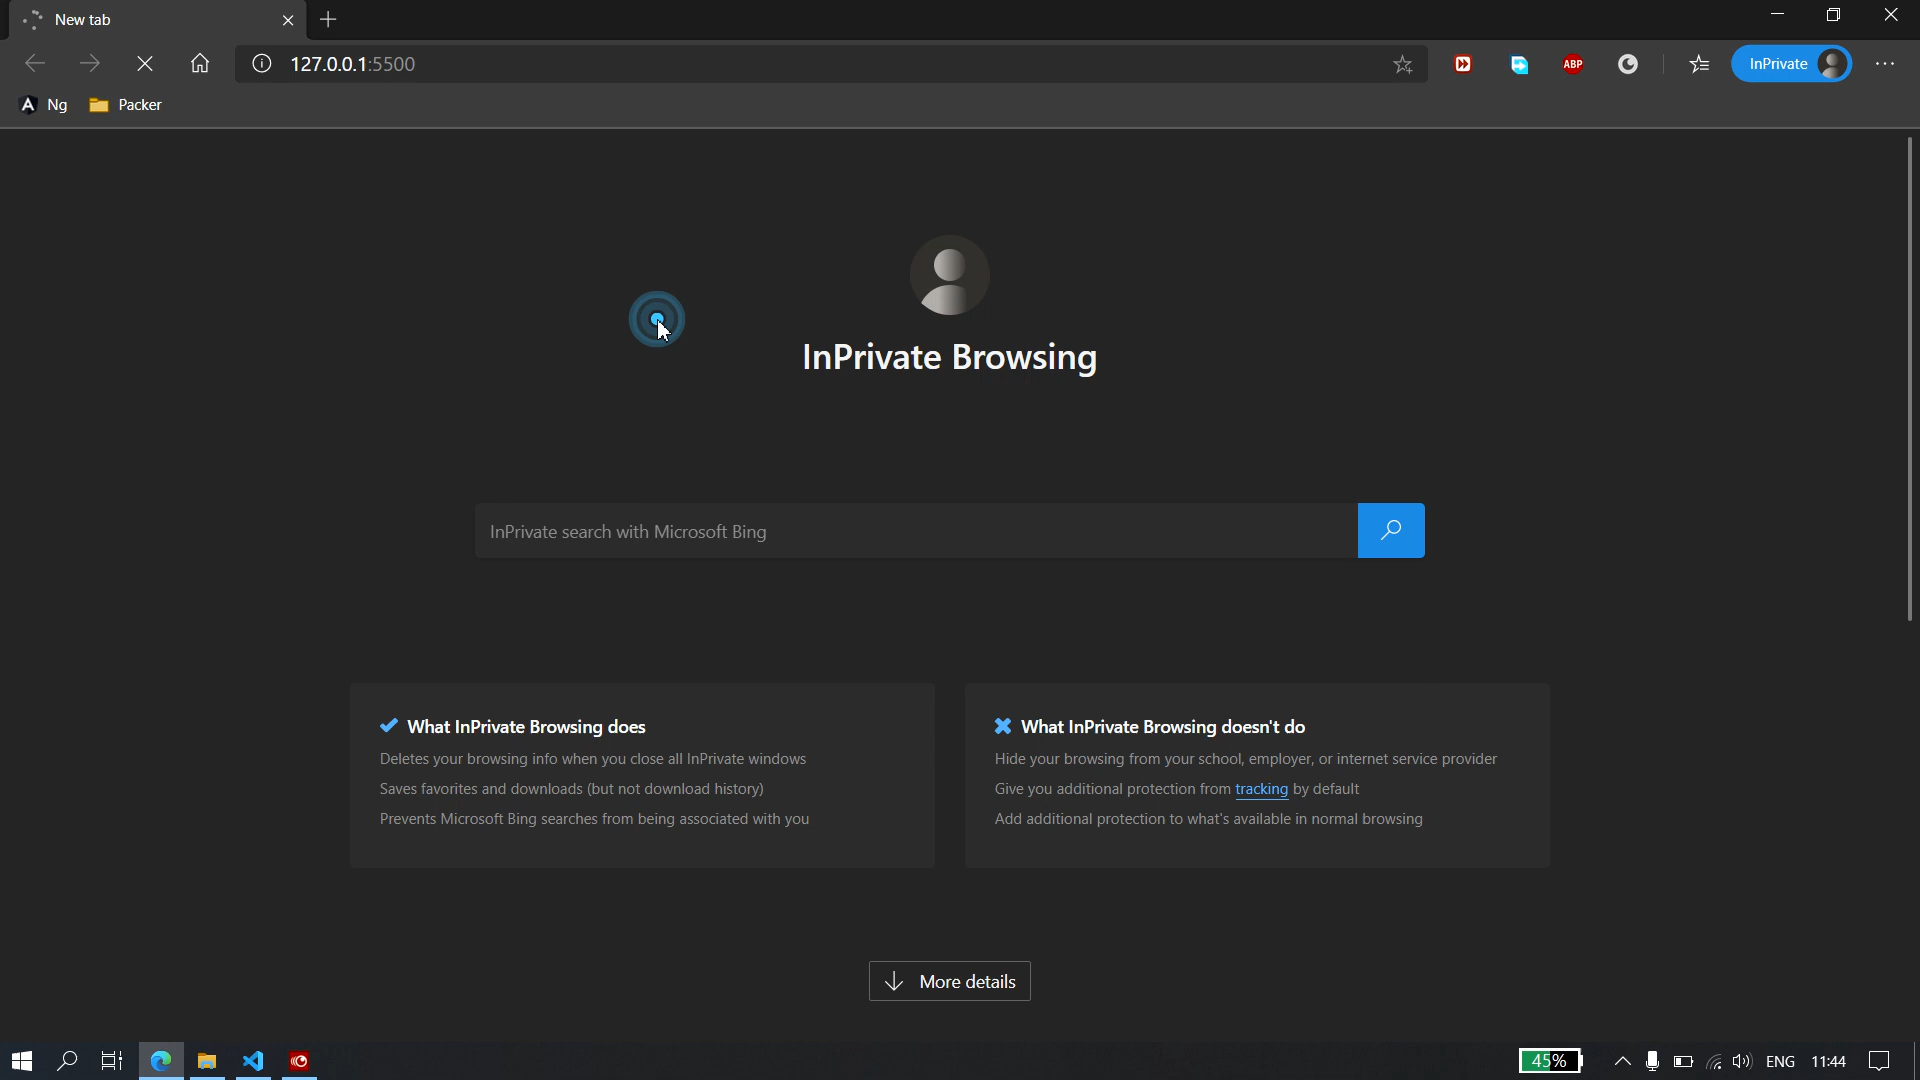 New tab
127.0.0.1:5500
ABP
InPrivate
Ng
Packer
InPrivate Browsing
InPrivate search with Microsoft Bing
What InPrivate Browsing does
Deletes your browsing info when you close all InPrivate windows
Saves favorites and downloads (but not download history)
Prevents Microsoft Bing searches from being associated with you
What InPrivate Browsing doesn't do
Hide your browsing from your school, employer, or internet service provider
Give you additional protection from tracking by default
Add additional protection to what's available in normal browsing
More details
45%
ENG
11:44